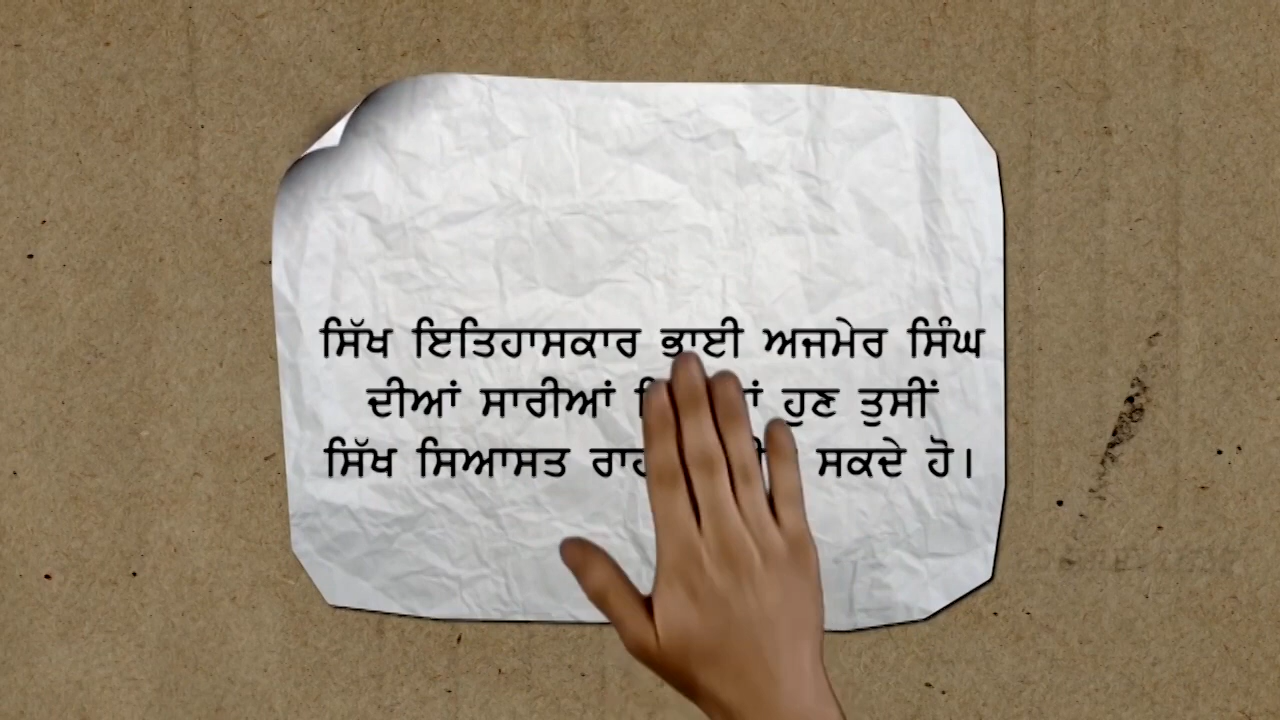 ਸਿੱਖ ਇਤਿਹਾਸਕਾਰ ਭਾਈ ਅਜਮੇਰ ਸਿੰਘ
ਦੀਆਂ ਸਾਰੀਆਂ ਹੁਣ ਤੁਸੀਂ
ਸਿੱਖ ਸਿਆਸਤ ਸਕਦੇ ਹੋ।